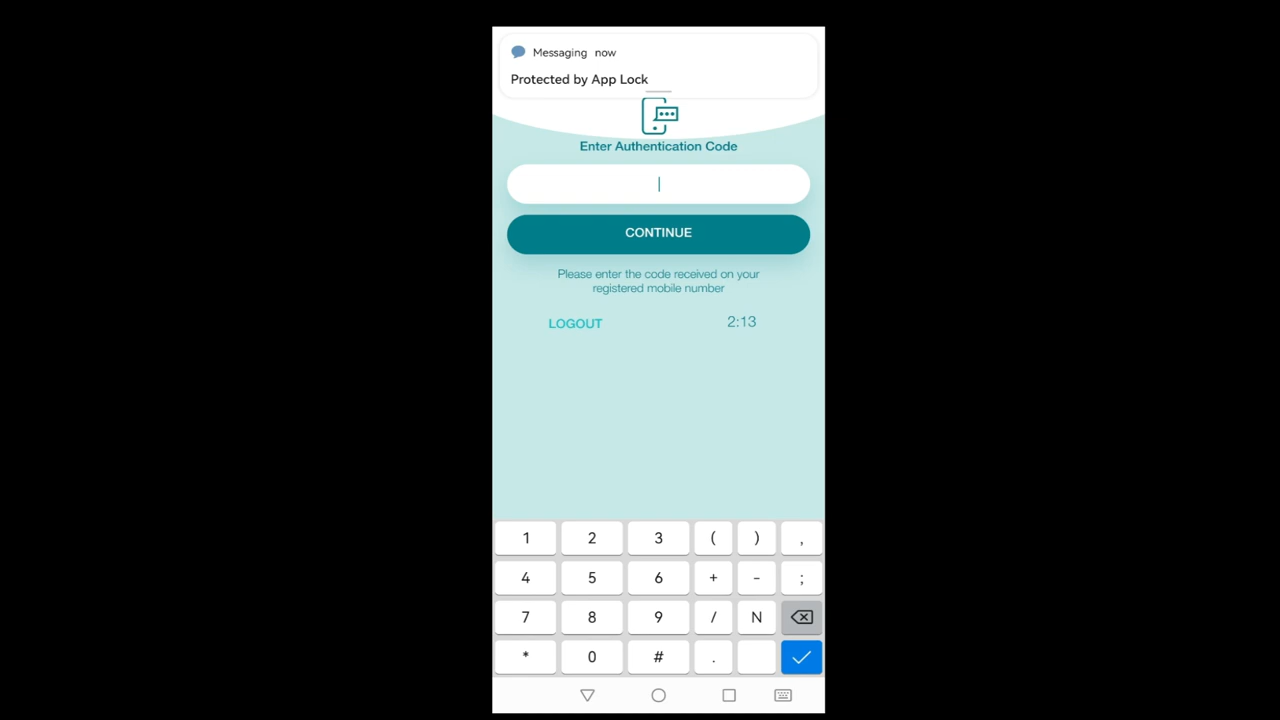 Messaging now
Protected by App Lock
Enter Authentication Code
CONTINUE
Please enter the code received on your
registered mobile number
LOGOUT 2:13
1 2 3 ( ) ,
4 5 6 + - ;
7 8 9 / N
* 0 # .